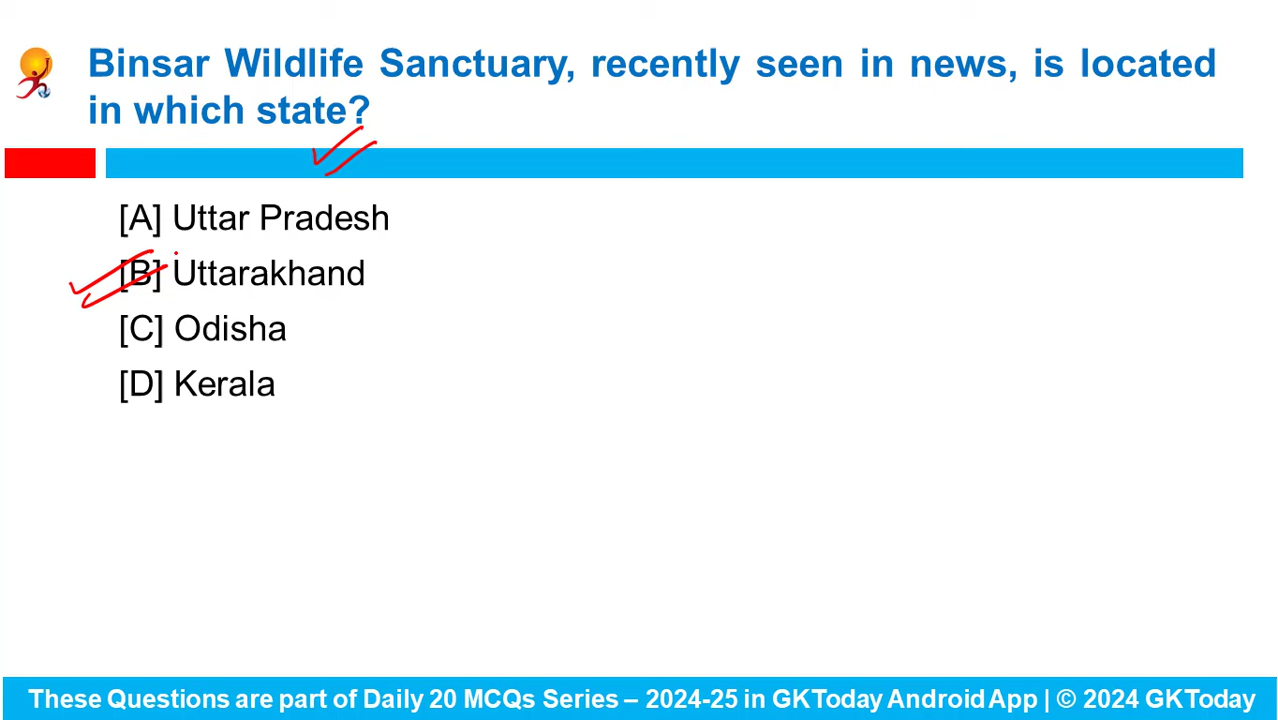 Binsar Wildlife Sanctuary, recently seen in news, is located
in which state?
[A] Uttar Pradesh
[B] Uttarakhand
[C] Odisha
[D] Kerala
These Questions are part of Daily 20 MCQs Series – 2024-25 in GKToday Android App | © 2024 GKToday